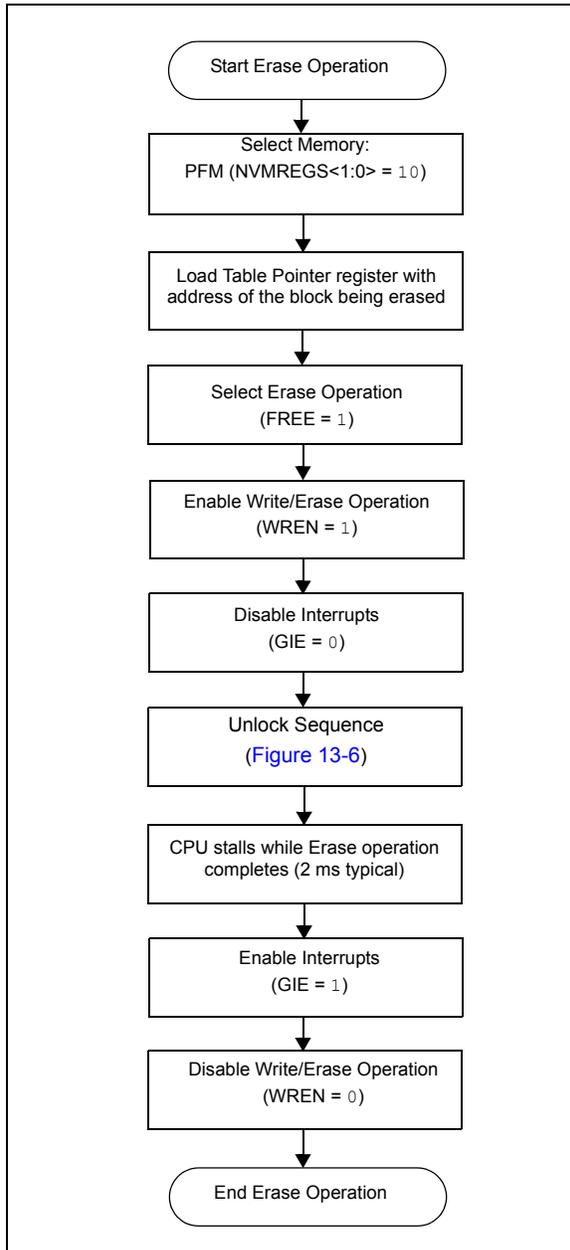 Start Erase Operation
Select Memory:
PFM (NVMREGS<1:0> = 10)
Load Table Pointer register with
address of the block being erased
Select Erase Operation
(FREE = 1)
Enable Write/Erase Operation
(WREN = 1)
Disable Interrupts
(GIE = 0)
Unlock Sequence
(Figure 13-6)
CPU stalls while Erase operation
completes (2 ms typical)
Enable Interrupts
(GIE = 1)
Disable Write/Erase Operation
(WREN = 0)
End Erase Operation